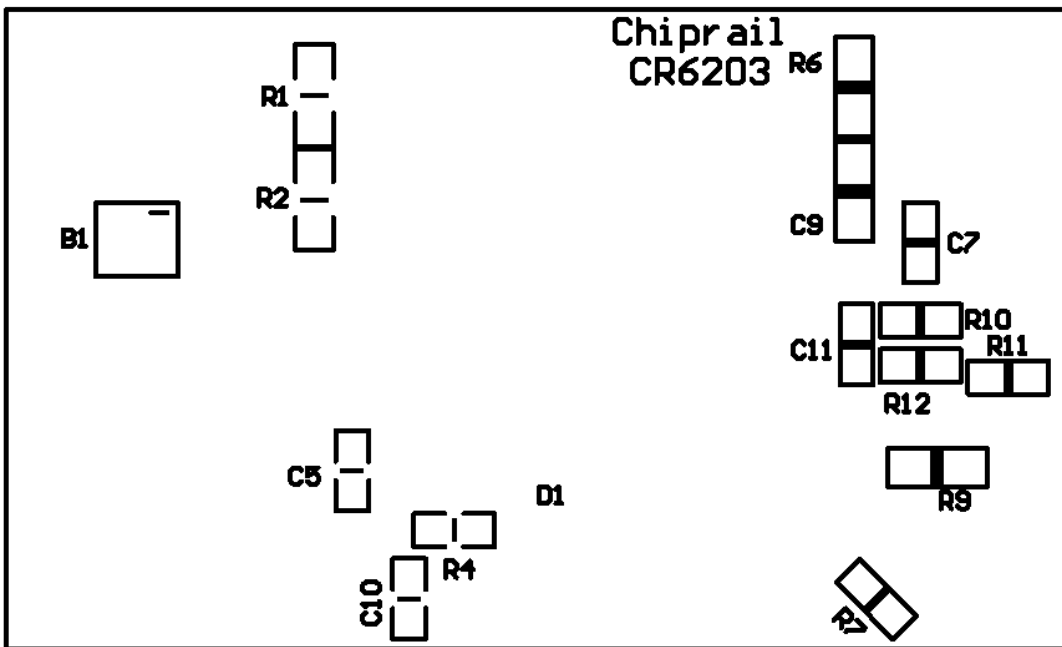 Chiprail
CR6203
R6
R1
R2
B1
C9
C7
R10
C11
R11
R12
C5
D1
R9
R4
C10
R7